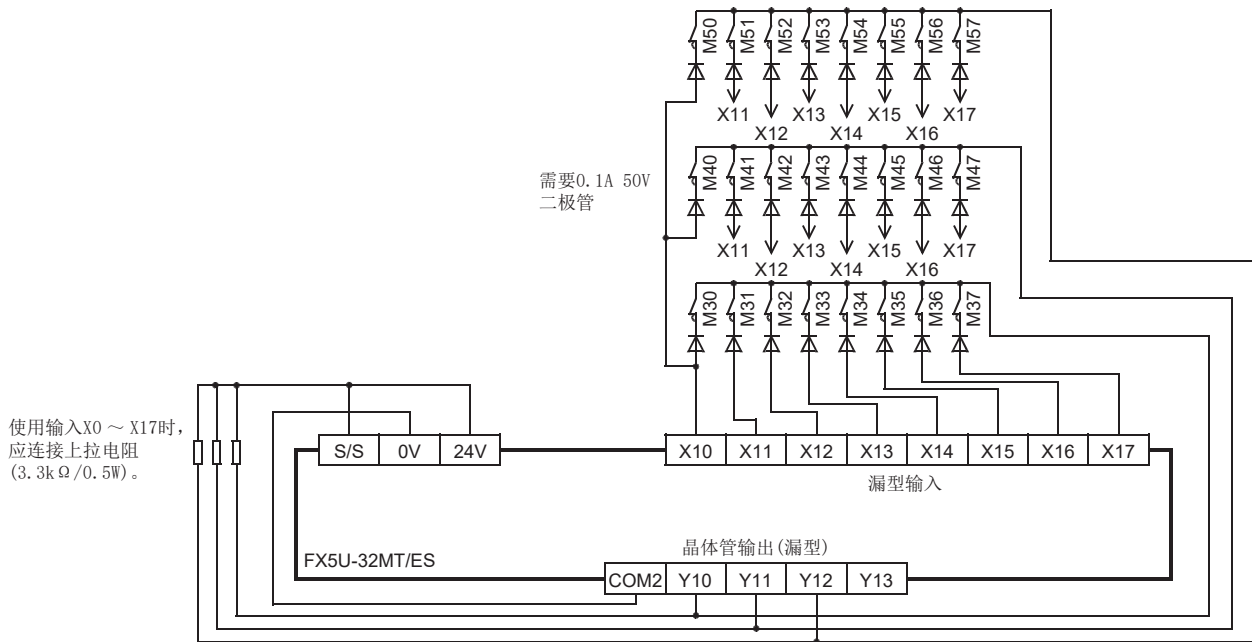 M50 M51 M52 M53 M54 M55 M56 M57
X11 X13 X15 X17
X12 X14 X16
需要0.1A 50V
二极管
M40 M41 M42 M43 M44 M45 M46 M47
X11 X13 X15 X17
X12 X14 X16
M30 M31 M32 M33 M34 M35 M36 M37
使用输入X0 ～ X17时，
应连接上拉电阻
(3.3kΩ/0.5W)。
S/S 0V 24V
X10 X11 X12 X13 X14 X15 X16 X17
漏型输入
FX5U-32MT/ES
晶体管输出(漏型)
COM2 Y10 Y11 Y12 Y13